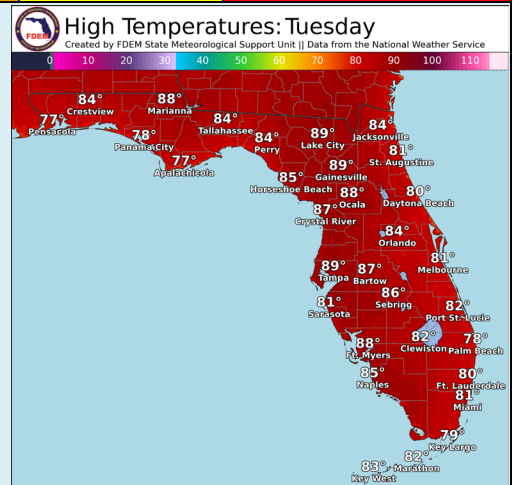 High Temperatures: Tuesday
Created by FDEM State Meteorological Support Unit || Data from the National Weather Service
FDEM
0 10 20 30 40 50 60 70 80 90 100 110
84°
Crestview
88°
Marianna
77°
Pensacola
78°
Panama City
84°
Tallahassee
77°
Apalachicola
84°
Perry
89°
Lake City
84°
Jacksonville
81°
St. Augustine
89°
Gainesville
85°
Horseshoe Beach
88°
Ocala
80°
Daytona Beach
87°
Crystal River
84°
Orlando
81°
Melbourne
89°
Tampa
87°
Bartow
86°
Sebring
81°
Sarasota
82°
Port St. Lucie
88°
Ft. Myers
82°
Clewiston
78°
Palm Beach
85°
Naples
80°
Ft. Lauderdale
81°
Miami
79°
Key Largo
82°
Marathon
83°
Key West